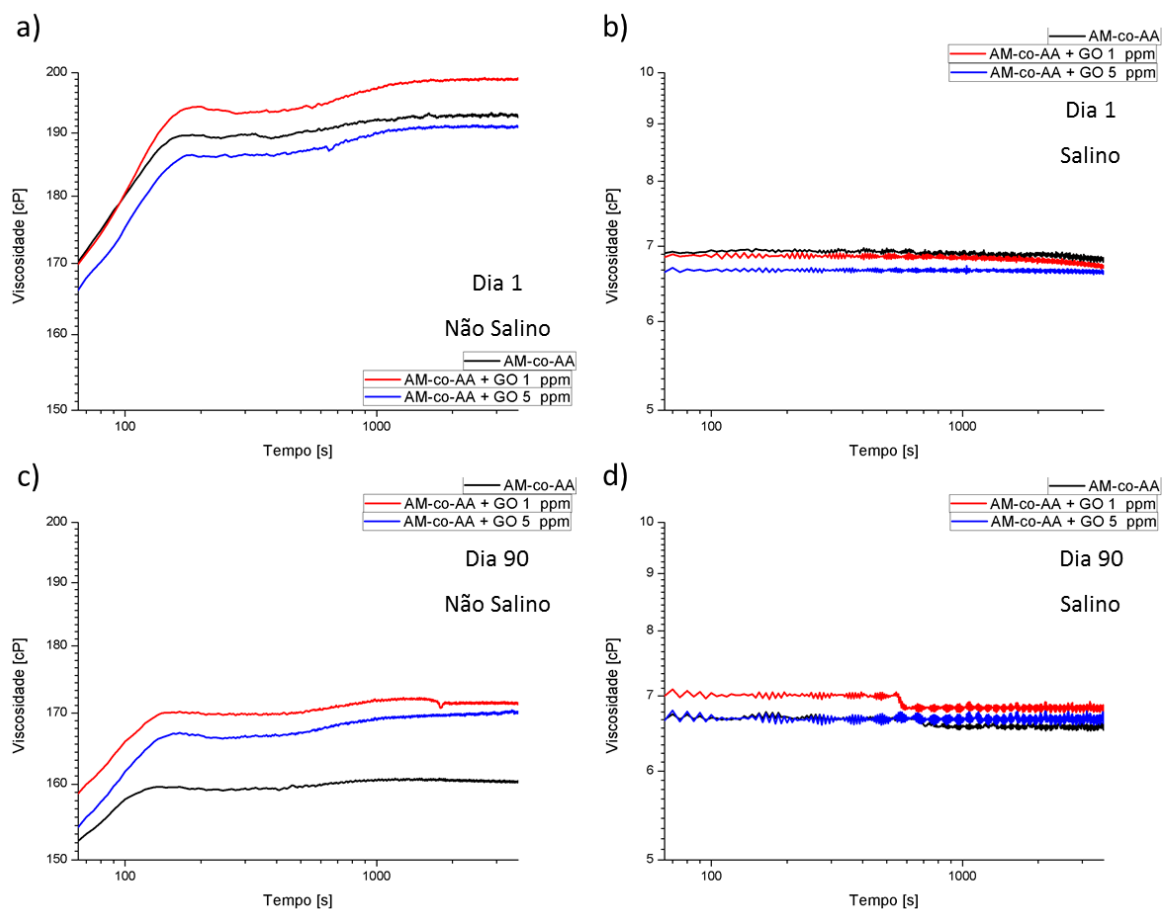 a)
Viscosidade [cP]
200
190
180
170
160
150
100
1000
Tempo [s]
Dia 1
Não Salino
AM-co-AA
AM-co-AA + GO 1 ppm
AM-co-AA + GO 5 ppm
b)
AM-co-AA
AM-co-AA + GO 1 ppm
AM-co-AA + GO 5 ppm
Dia 1
Salino
Viscosidade [cP]
10
9
8
7
6
5
100
1000
Tempo [s]
c)
AM-co-AA
AM-co-AA + GO 1 ppm
AM-co-AA + GO 5 ppm
Dia 90
Não Salino
Viscosidade [cP]
200
190
180
170
160
150
100
1000
Tempo [s]
d)
AM-co-AA
AM-co-AA + GO 1 ppm
AM-co-AA + GO 5 ppm
Dia 90
Salino
Viscosidade [cP]
10
9
8
7
6
5
100
1000
Tempo [s]